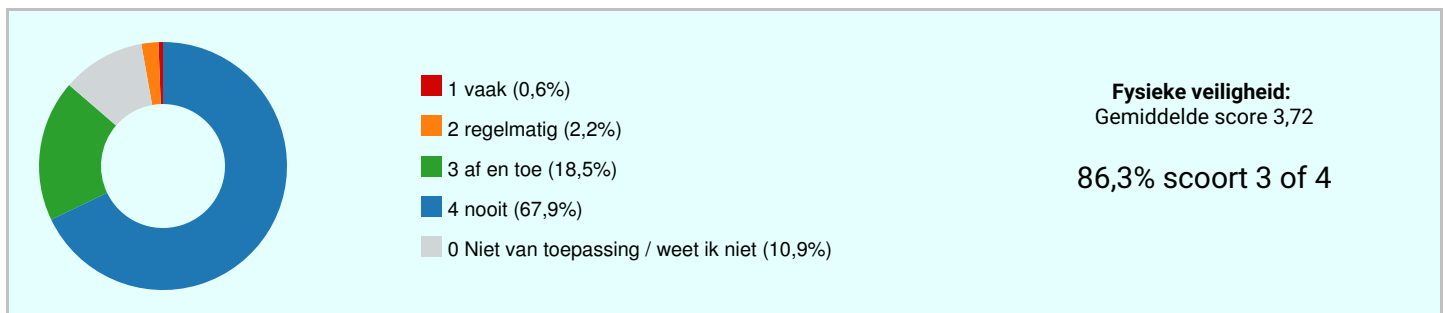 1 vaak (0,6%)
2 regelmatig (2,2%)
3 af en toe (18,5%)
4 nooit (67,9%)
0 Niet van toepassing / weet ik niet (10,9%)
Fysieke veiligheid:
Gemiddelde score 3,72
86,3% scoort 3 of 4